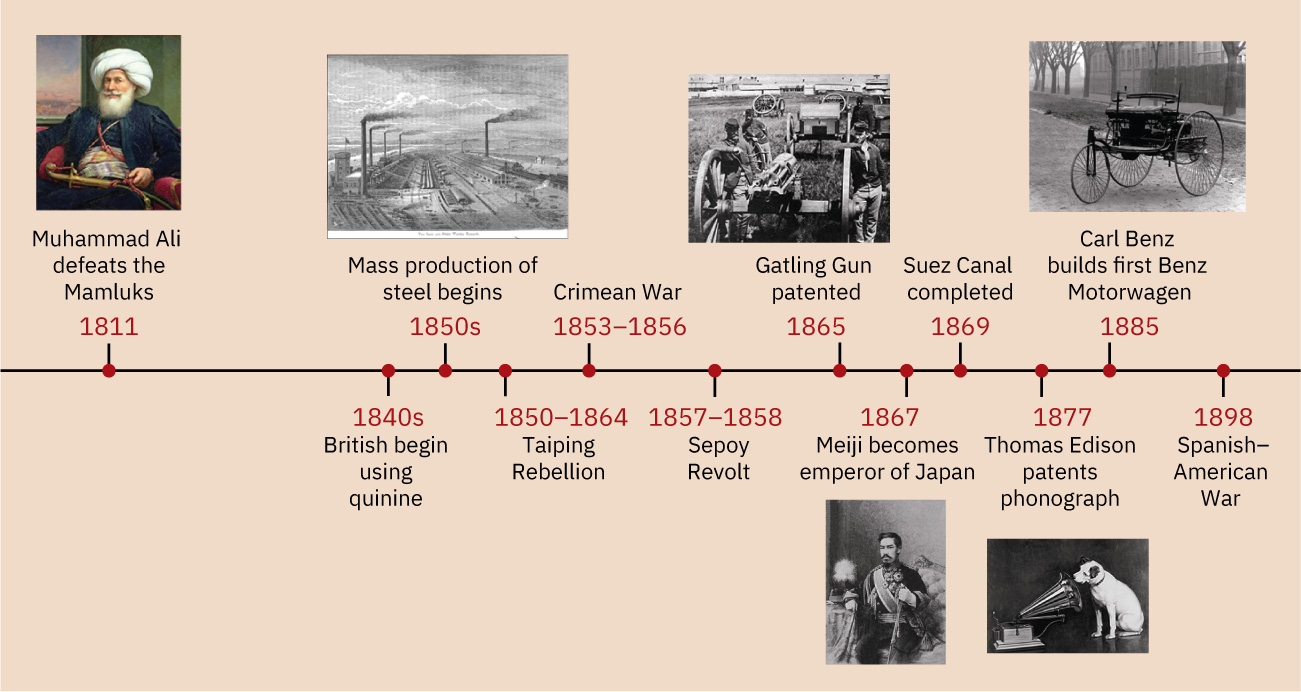 Muhammad Ali
defeats the
Mamluks
1811
Mass production of
steel begins
1850s
Crimean War
1853–1856
Gatling Gun
patented
1865
Suez Canal
completed
1869
Carl Benz
builds first Benz
Motorwagen
1885
1840s
British begin
using
quinine
1850–1864
Taiping
Rebellion
1857–1858
Sepoy
Revolt
1867
Meiji becomes
emperor of Japan
1877
Thomas Edison
patents
phonograph
1898
Spanish–
American
War